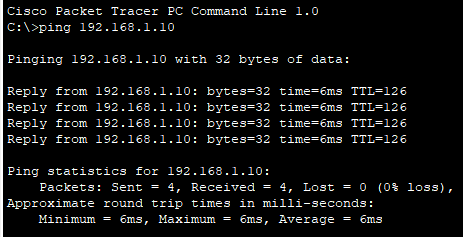 Cisco Packet Tracer PC Command Line 1.0
C:\>ping 192.168.1.10
Pinging 192.168.1.10 with 32 bytes of data:
Reply from 192.168.1.10: bytes=32 time=6ms TTL=126
Reply from 192.168.1.10: bytes=32 time=6ms TTL=126
Reply from 192.168.1.10: bytes=32 time=6ms TTL=126
Reply from 192.168.1.10: bytes=32 time=6ms TTL=126
Ping statistics for 192.168.1.10:
Packets: Sent = 4, Received = 4, Lost = 0 (0% loss),
Approximate round trip times in milli-seconds:
Minimum = 6ms, Maximum = 6ms, Average = 6ms